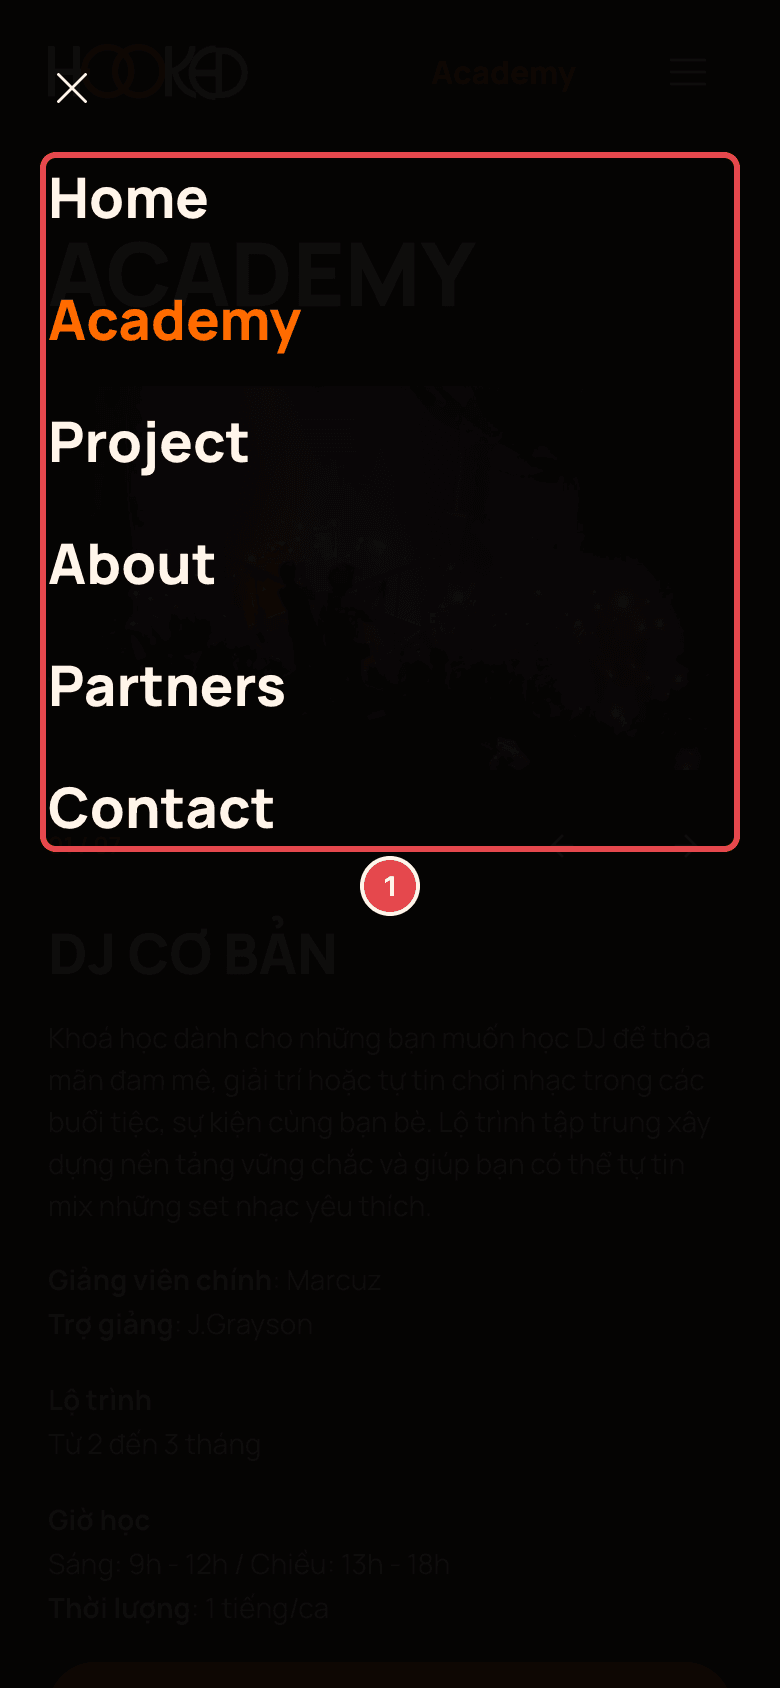 HOOKED
Academy
Home
ACADEMY
Academy
Project
About
Partners
Contact
1
DJ CƠ BẢN
Khoá học dành cho những bạn muốn học DJ để thỏa
mãn đam mê, giải trí hoặc tự tin chơi nhạc trong các
buổi tiệc, sự kiện cùng bạn bè. Lộ trình tập trung xây
dựng nền tảng vững chắc và giúp bạn có thể tự tin
mix những set nhạc yêu thích.
Giảng viên chính: Marcuz
Trợ giảng: J.Grayson
Lộ trình
Từ 2 đến 3 tháng
Giờ học
Sáng: 9h - 12h / Chiều: 13h - 18h
Thời lượng: 1 tiếng/ca